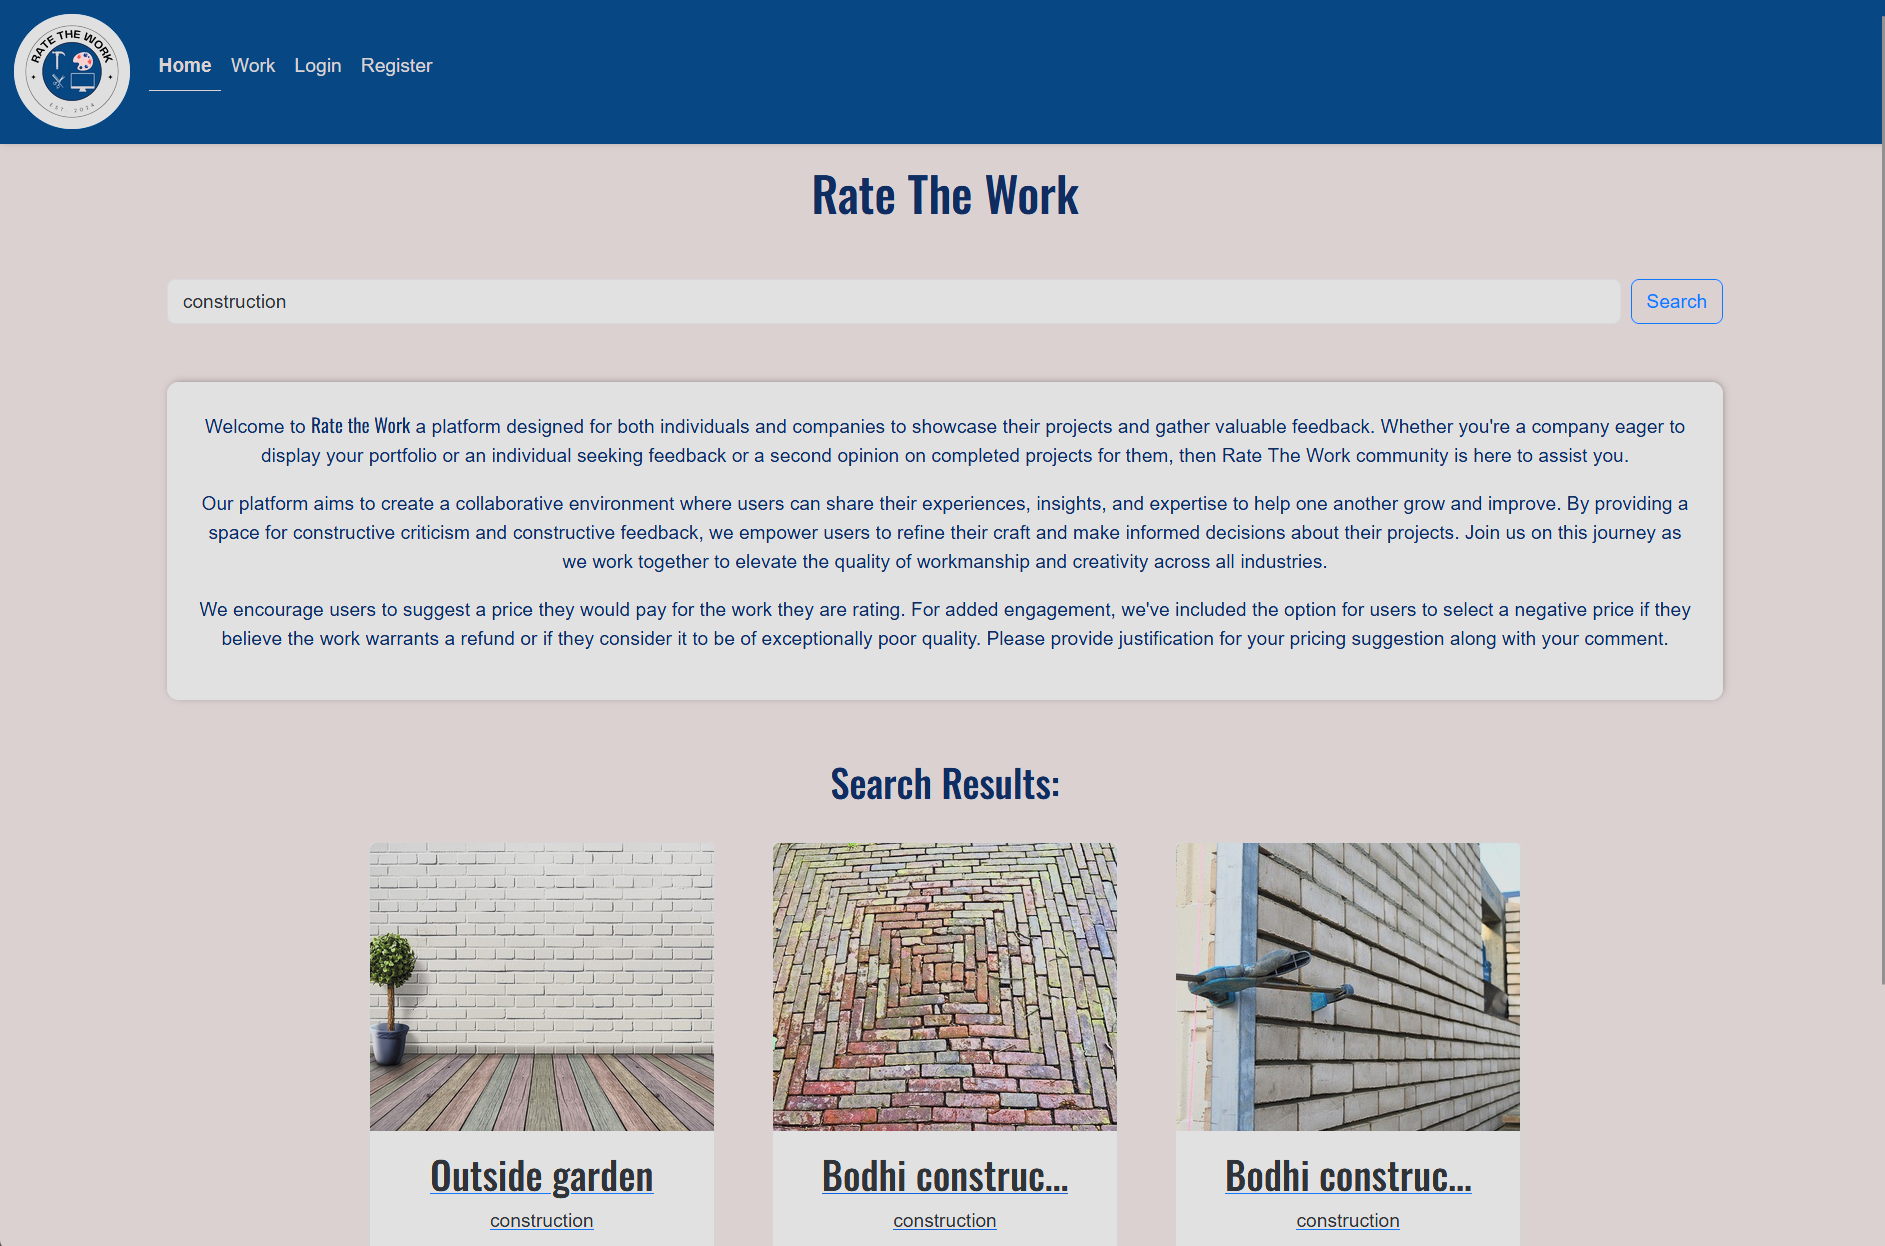 RATE THE WORK
EST 2024
Home Work Login Register
Rate The Work
construction
Search
Welcome to Rate the Work a platform designed for both individuals and companies to showcase their projects and gather valuable feedback. Whether you're a company eager to
display your portfolio or an individual seeking feedback or a second opinion on completed projects for them, then Rate The Work community is here to assist you.
Our platform aims to create a collaborative environment where users can share their experiences, insights, and expertise to help one another grow and improve. By providing a
space for constructive criticism and constructive feedback, we empower users to refine their craft and make informed decisions about their projects. Join us on this journey as
we work together to elevate the quality of workmanship and creativity across all industries.
We encourage users to suggest a price they would pay for the work they are rating. For added engagement, we've included the option for users to select a negative price if they
believe the work warrants a refund or if they consider it to be of exceptionally poor quality. Please provide justification for your pricing suggestion along with your comment.
Search Results:
Outside garden
construction
Bodhi construc...
construction
Bodhi construc...
construction